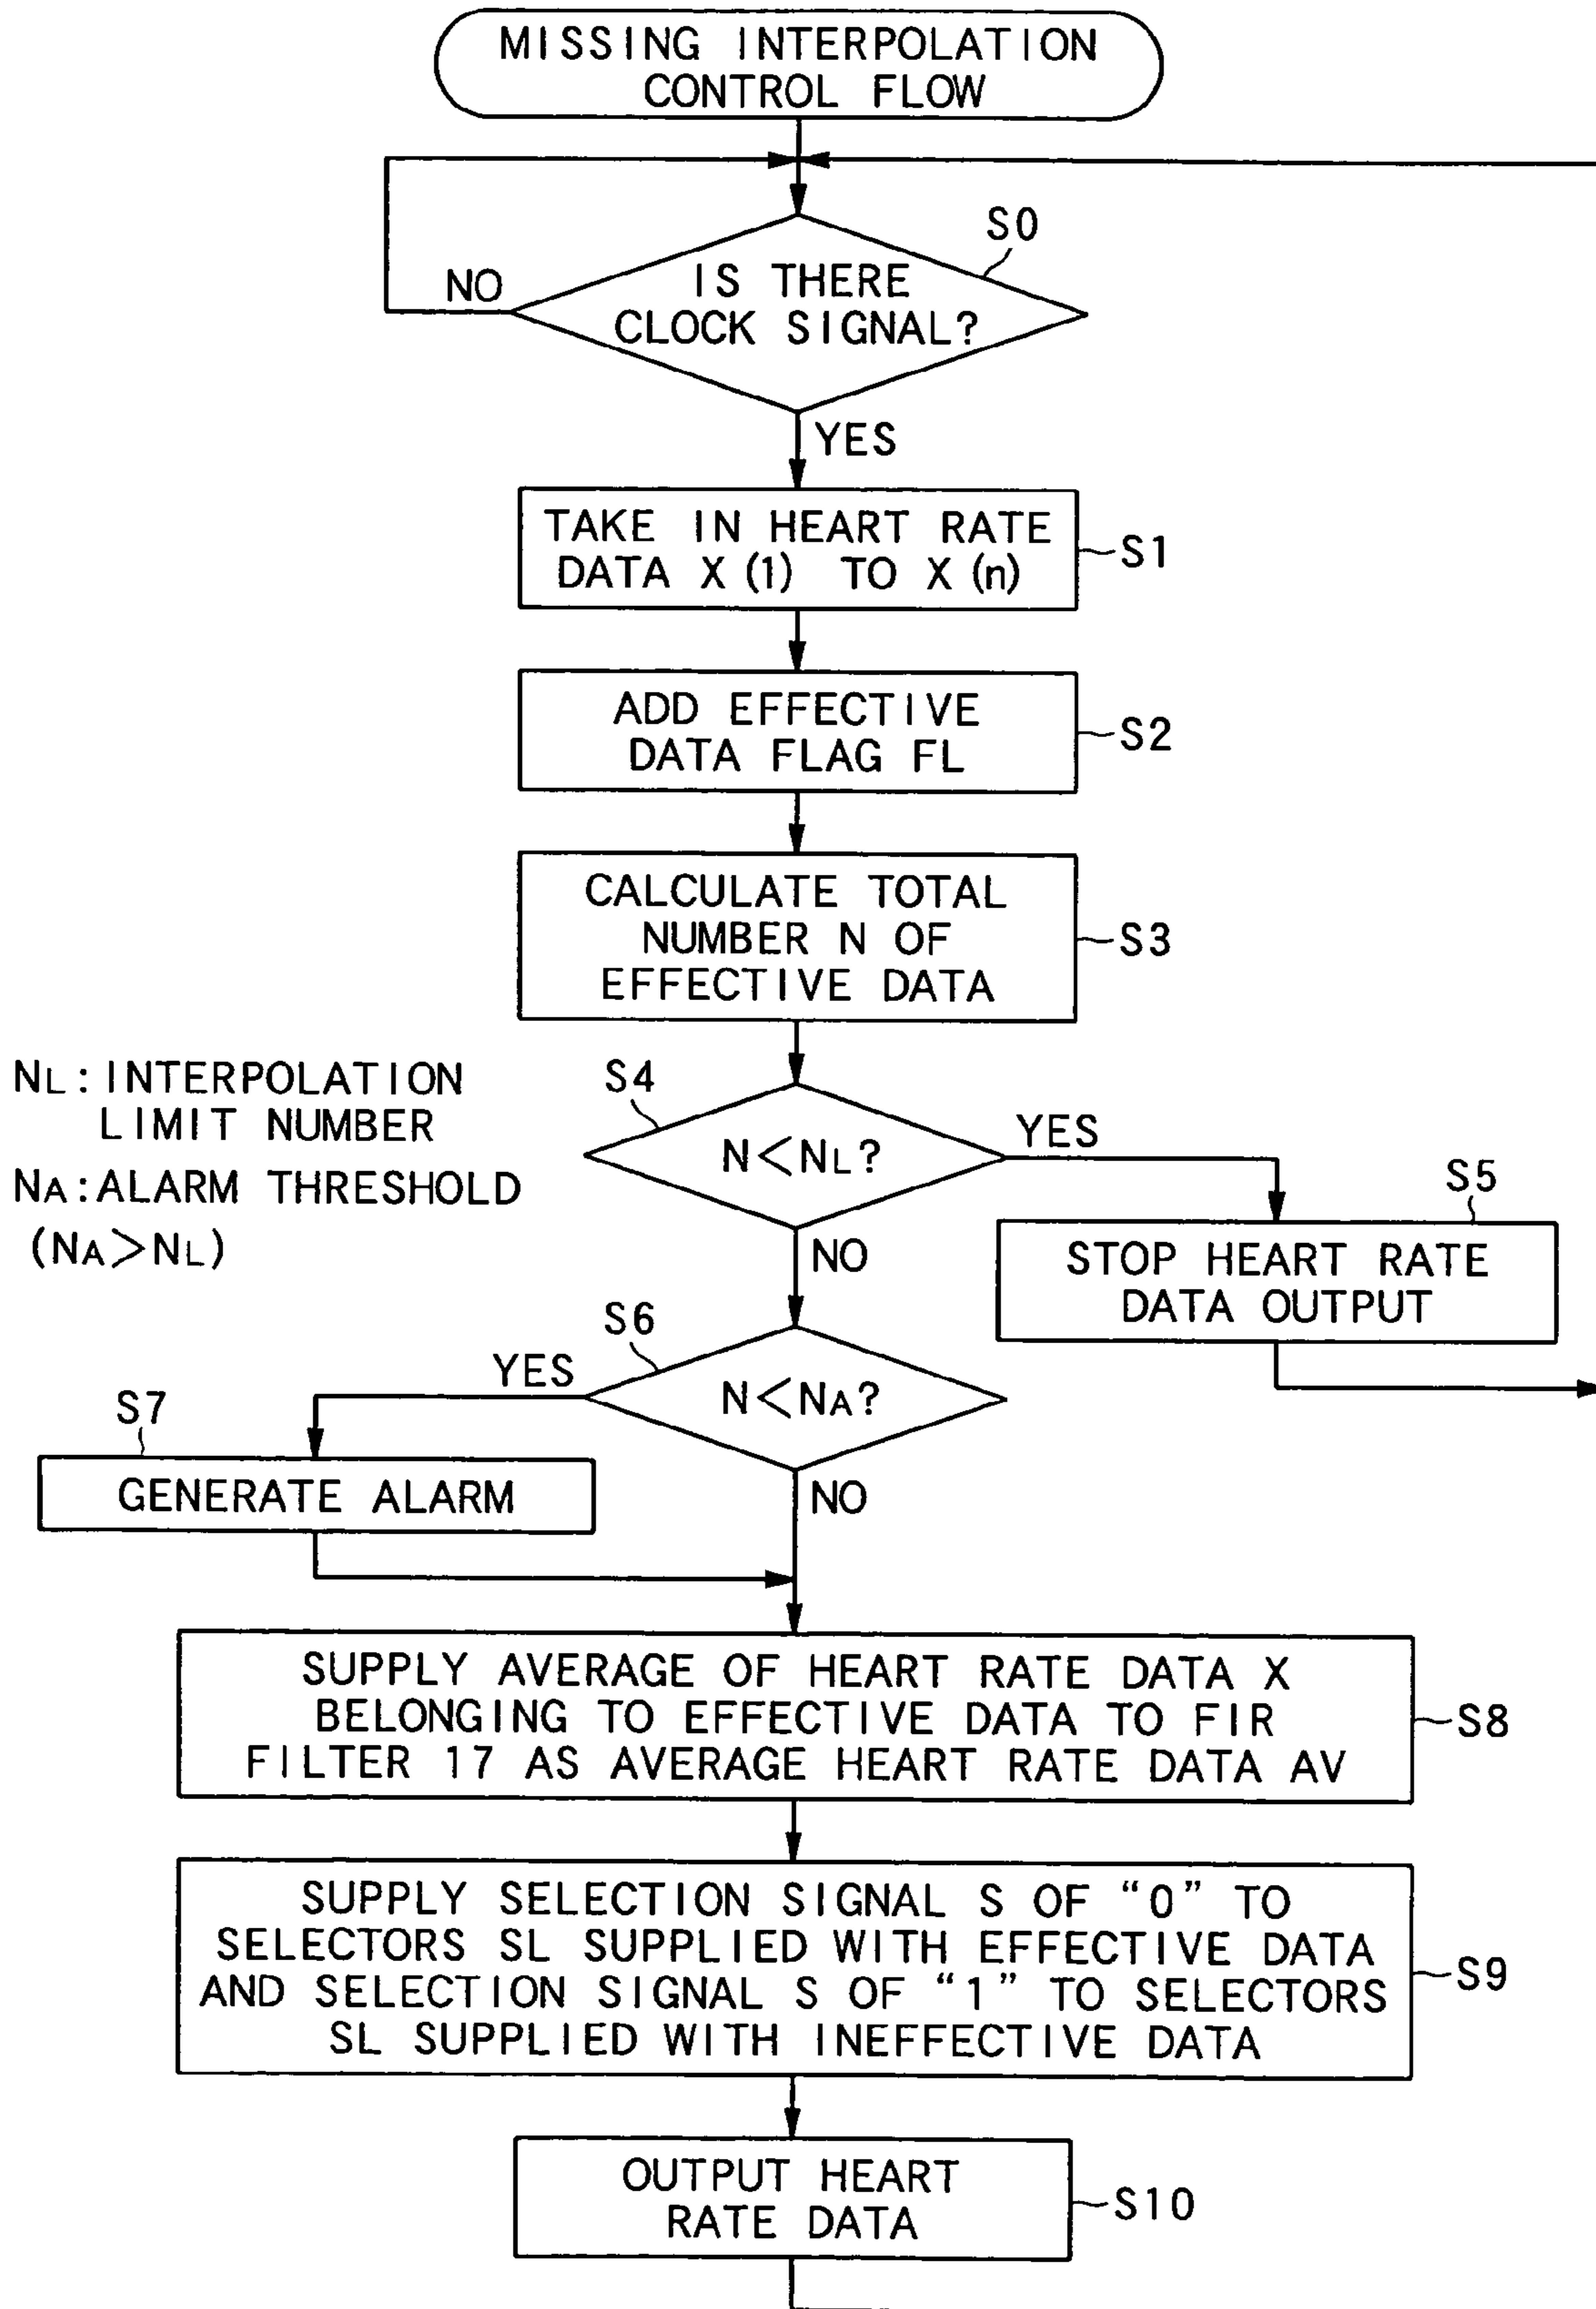 MISSING INTERPOLATION
CONTROL FLOW
S0
IS THERE
CLOCK SIGNAL?
NO
YES
TAKE IN HEART RATE
DATA X (1) TO X (n)
S1
ADD EFFECTIVE
DATA FLAG FL
S2
CALCULATE TOTAL
NUMBER N OF
EFFECTIVE DATA
S3
NL: INTERPOLATION
LIMIT NUMBER
NA: ALARM THRESHOLD
(NA>NL)
S4
N<NL?
YES
NO
S5
STOP HEART RATE
DATA OUTPUT
S6
N<NA?
YES
NO
S7
GENERATE ALARM
SUPPLY AVERAGE OF HEART RATE DATA X
BELONGING TO EFFECTIVE DATA TO FIR
FILTER 17 AS AVERAGE HEART RATE DATA AV
S8
SUPPLY SELECTION SIGNAL S OF “0” TO
SELECTORS SL SUPPLIED WITH EFFECTIVE DATA
AND SELECTION SIGNAL S OF “1” TO SELECTORS
SL SUPPLIED WITH INEFFECTIVE DATA
S9
OUTPUT HEART
RATE DATA
S10